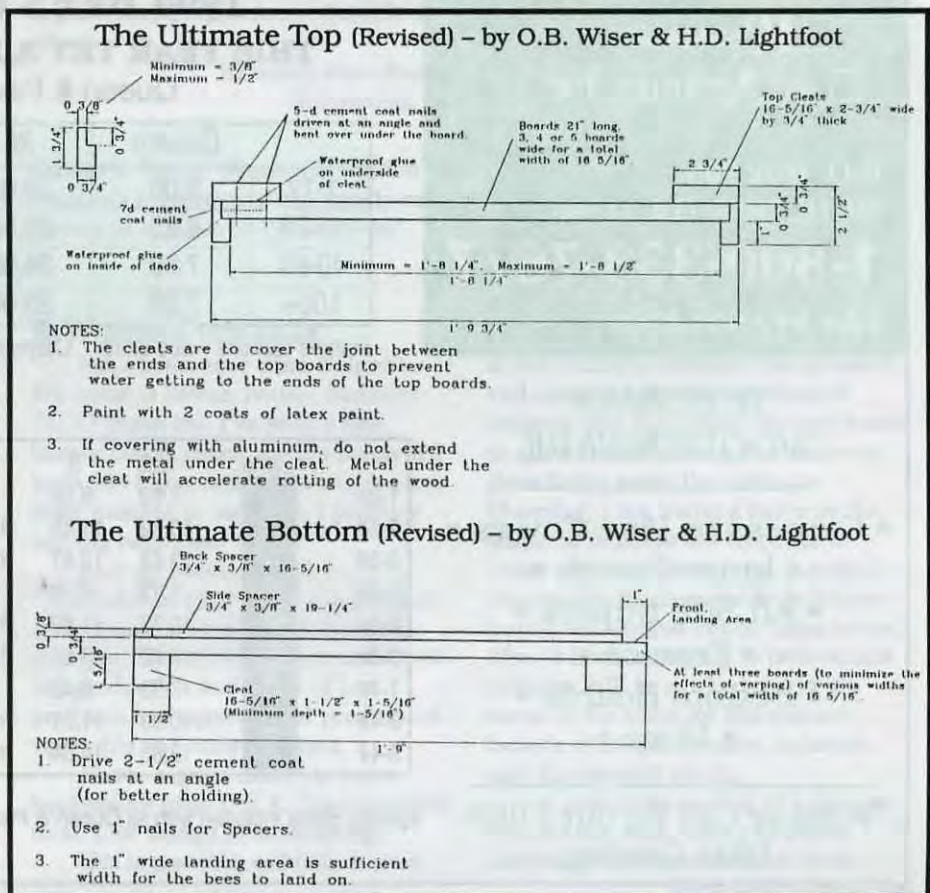 The Ultimate Top (Revised) – by O.B. Wiser & H.D. Lightfoot
Minimum = 3/8"
Maximum = 1/2"
0 3/8"
1 3/4"
0 3/4"
0 3/4"
5-d cement coat nails
driven at an angle and
bent over under the board.
Waterproof glue
on underside
of cleat
7d cement
coat nails
Waterproof glue
on inside of dado.
Boards 21" long,
3, 4 or 5 boards
wide for a total
width of 16 5/16".
Top Cleats
16-5/16" x 2-3/4" wide
by 3/4" thick
2 3/4"
1"
0 3/4"
0 3/4"
2 1/2"
Minimum = 1'-8 1/4", Maximum = 1'-8 1/2"
1'-8 1/4"
1' 9 3/4"
NOTES:
1. The cleats are to cover the joint between
the ends and the top boards to prevent
water getting to the ends of the top boards.
2. Paint with 2 coats of latex paint.
3. If covering with aluminum, do not extend
the metal under the cleat. Metal under the
cleat will accelerate rotting of the wood.
The Ultimate Bottom (Revised) – by O.B. Wiser & H.D. Lightfoot
Back Spacer
3/4" x 3/8" x 16-5/16"
Side Spacer
3/4" x 3/8" x 19-1/4"
1"
Front,
Landing Area
0 3/8"
0 3/4"
1 5/16"
Cleat
16-5/16" x 1-1/2" x 1-5/16"
(Minimum depth = 1-5/16")
1 1/2"
At least three boards (to minimize the
effects of warping) of various widths
for a total width of 16 5/16".
1'-9"
NOTES:
1. Drive 2-1/2" cement coat
nails at an angle
(for better holding).
2. Use 1" nails for Spacers.
3. The 1" wide landing area is sufficient
width for the bees to land on.